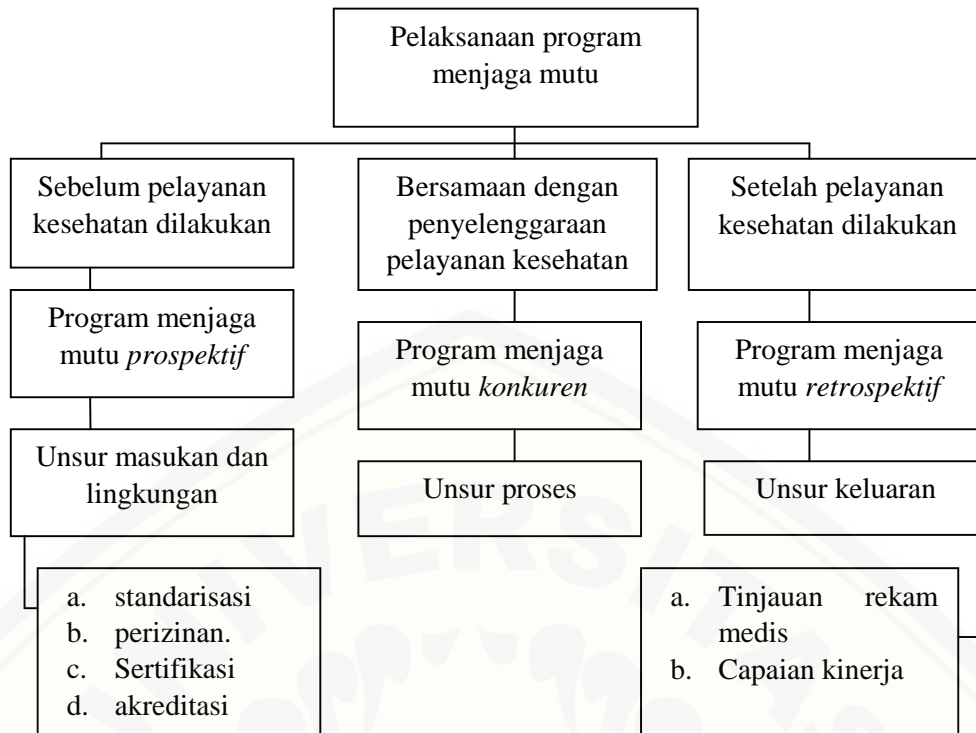 Pelaksanaan program
menjaga mutu
Sebelum pelayanan
kesehatan dilakukan
Bersamaan dengan
penyelenggaraan
pelayanan kesehatan
Setelah pelayanan
kesehatan dilakukan
Program menjaga
mutu prospektif
Program menjaga
mutu konkuren
Program menjaga
mutu retrospektif
Unsur masukan dan
lingkungan
Unsur proses
Unsur keluaran
a. standarisasi
b. perizinan.
c. Sertifikasi
d. akreditasi
a. Tinjauan rekam
medis
b. Capaian kinerja
UNIVERSITAS